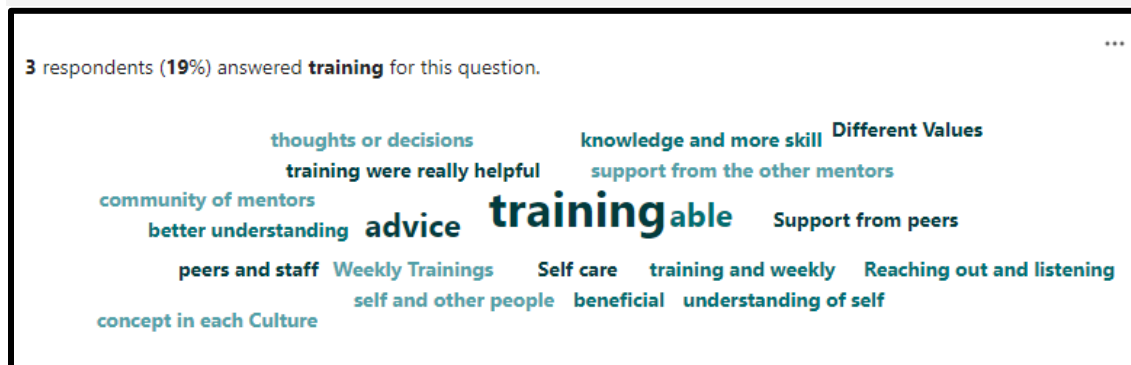 ...
3 respondents (19%) answered training for this question.
thoughts or decisions knowledge and more skill Different Values
training were really helpful support from the other mentors
community of mentors
better understanding advice training able Support from peers
peers and staff Weekly Trainings Self care training and weekly Reaching out and listening
self and other people beneficial understanding of self
concept in each Culture